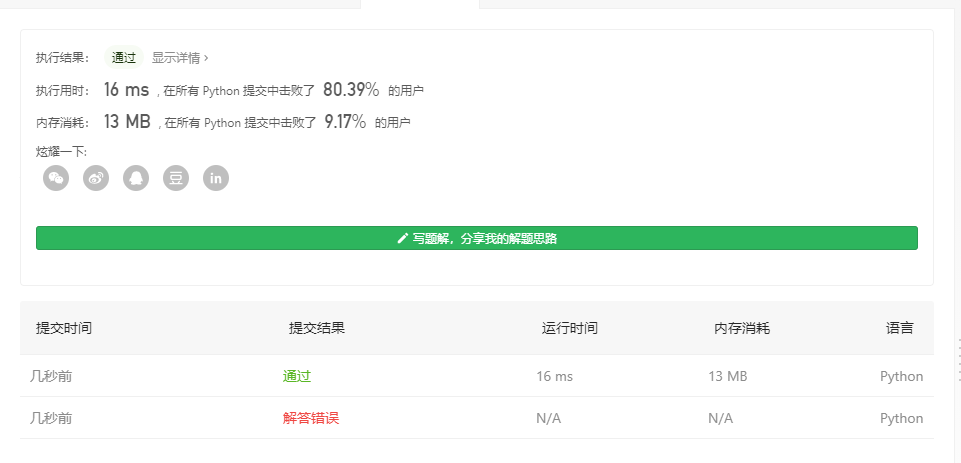 执行结果： 通过 显示详情 ›
执行用时： 16 ms , 在所有 Python 提交中击败了 80.39% 的用户
内存消耗： 13 MB , 在所有 Python 提交中击败了 9.17% 的用户
炫耀一下:
豆 in
写题解，分享我的解题思路
提交时间 提交结果 运行时间 内存消耗 语言
几秒前 通过 16 ms 13 MB Python
几秒前 解答错误 N/A N/A Python